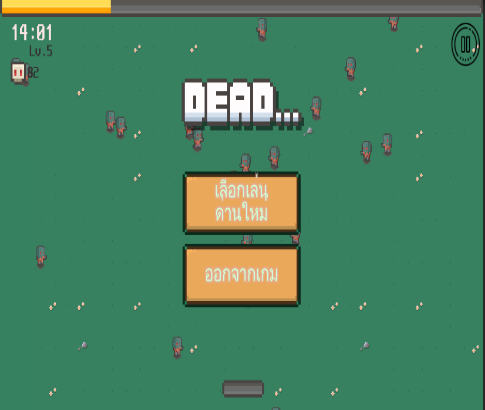 14:01
Lv.5
82
DEAD...
เลือกเลน
ด่านใหม่
ออกจากเกม